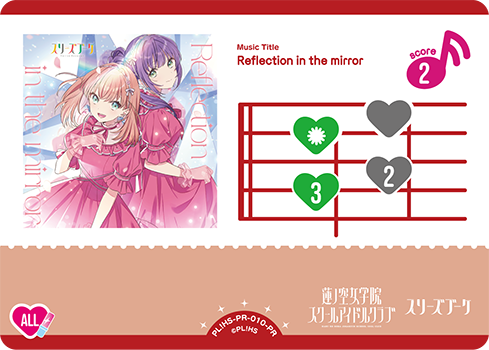 スリーズブーケ
Reflection
in the mirror
Music Title
Reflection in the mirror
score
2
3
2
ALL
PL!HS-PR-010-PR
©PL!HS
蓮ノ空女学院
スクールアイドルクラブ
スリーズブーケ